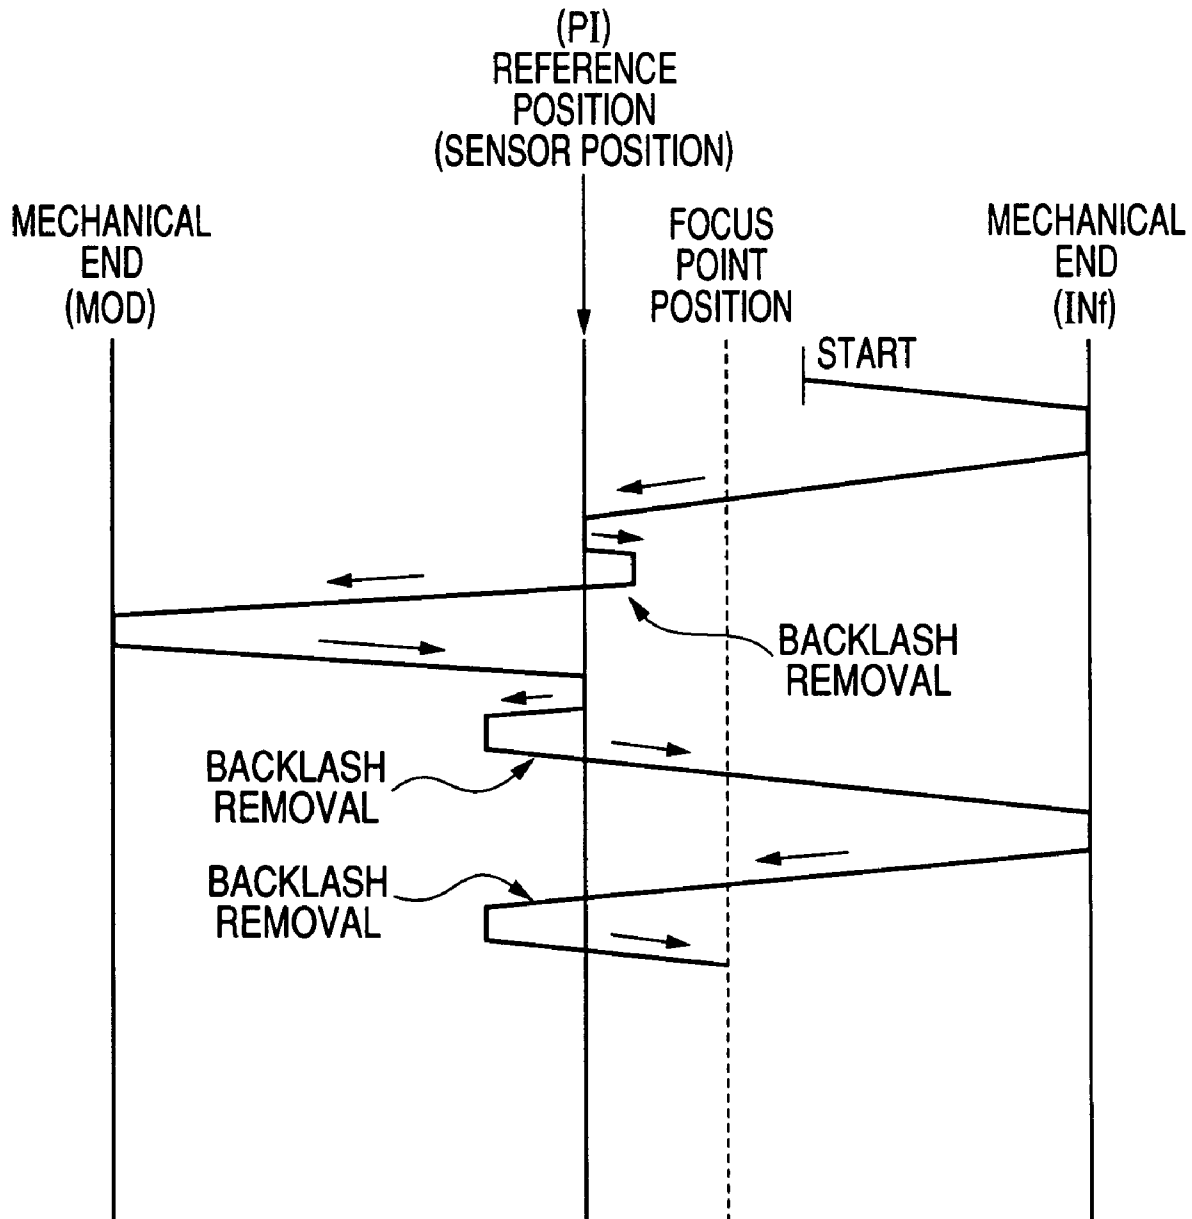 (PI)
REFERENCE
POSITION
(SENSOR POSITION)
MECHANICAL
END
(MOD)
FOCUS
POINT
POSITION
MECHANICAL
END
(INf)
START
BACKLASH
REMOVAL
BACKLASH
REMOVAL
BACKLASH
REMOVAL